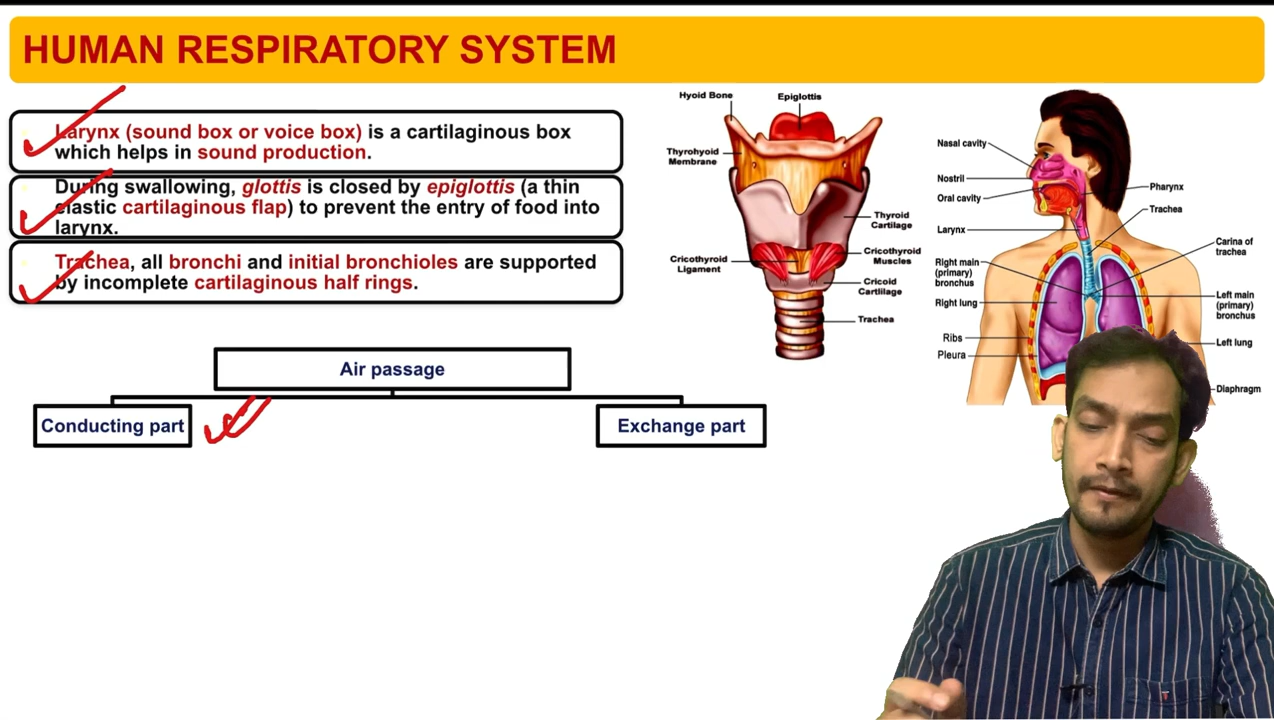 HUMAN RESPIRATORY SYSTEM
Larynx (sound box or voice box) is a cartilaginous box
which helps in sound production.
During swallowing, glottis is closed by epiglottis (a thin
elastic cartilaginous flap) to prevent the entry of food into
larynx.
Trachea, all bronchi and initial bronchioles are supported
by incomplete cartilaginous half rings.
Air passage
Conducting part
Exchange part
Hyoid Bone
Epiglottis
Thyrohyoid
Membrane
Thyroid
Cartilage
Cricothyroid
Ligament
Cricothyroid
Muscles
Cricoid
Cartlilage
Trachea
Nasal cavity
Nostril
Oral cavity
Larynx
Right main
(primary)
bronchus
Right lung
Ribs
Pleura
Pharynx
Trachea
Carina of
trachea
Left main
(primary)
bronchus
Left lung
Diaphragm